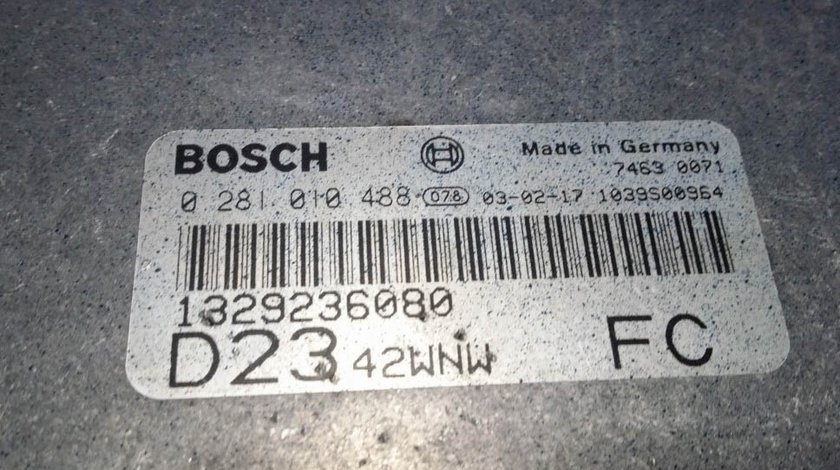 BOSCH Made in Germany
7463 0071
0 281 010 488 078 03-02-17 1039S00964
1329236080
D23 42WNW FC